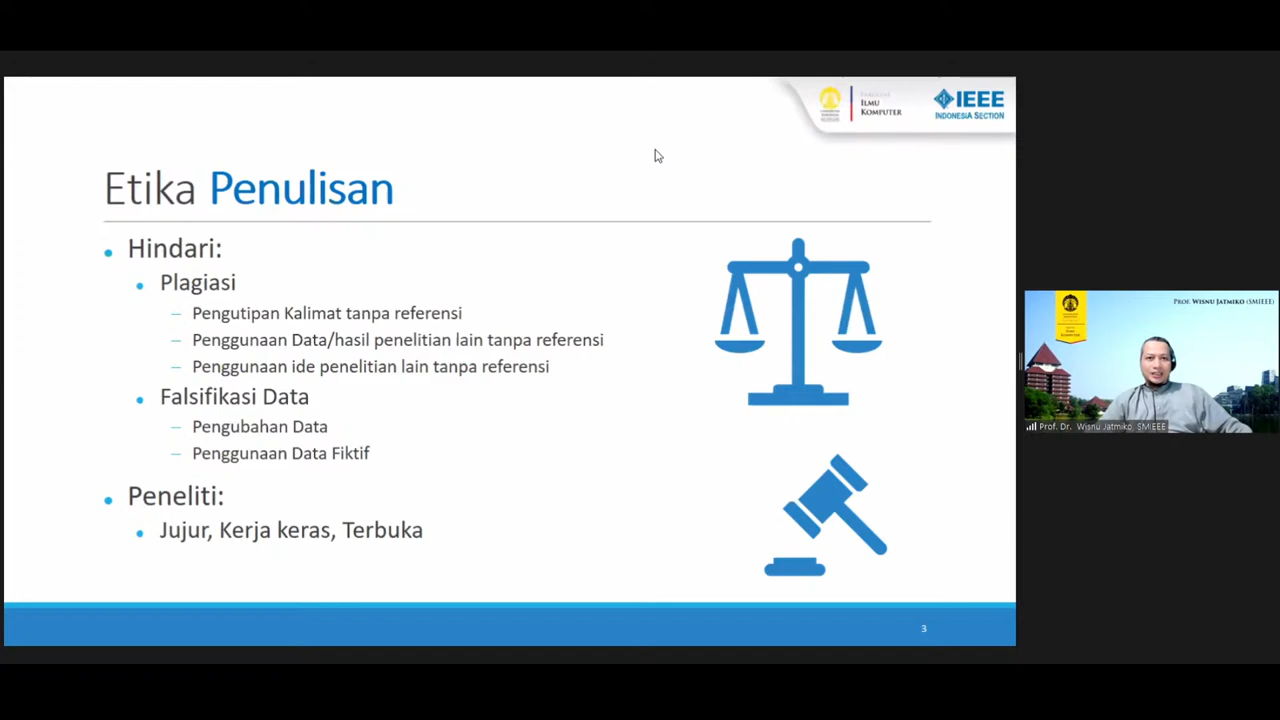 FAKULTAS
ILMU
KOMPUTER
IEEE
INDONESIA SECTION
Etika Penulisan
Hindari:
Plagiasi
Pengutipan Kalimat tanpa referensi
Penggunaan Data/hasil penelitian lain tanpa referensi
Penggunaan ide penelitian lain tanpa referensi
Falsifikasi Data
Pengubahan Data
Penggunaan Data Fiktif
Peneliti:
Jujur, Kerja keras, Terbuka
3
PROF. WISNU JATMIKO (SMIEEE)
Prof. Dr. Wisnu Jatmiko, SMIEEE